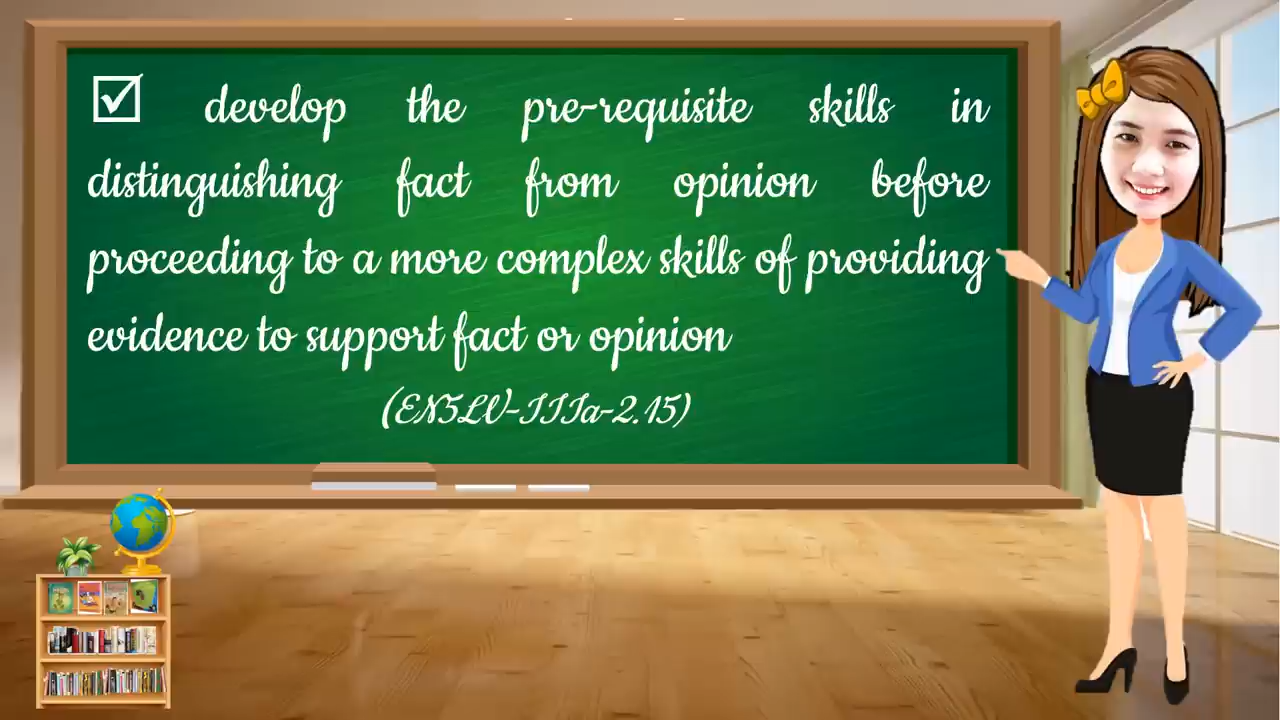 ☑ develop the pre-requisite skills in
distinguishing fact from opinion before
proceeding to a more complex skills of providing
evidence to support fact or opinion
(EN5LV-IIIa-2.15)